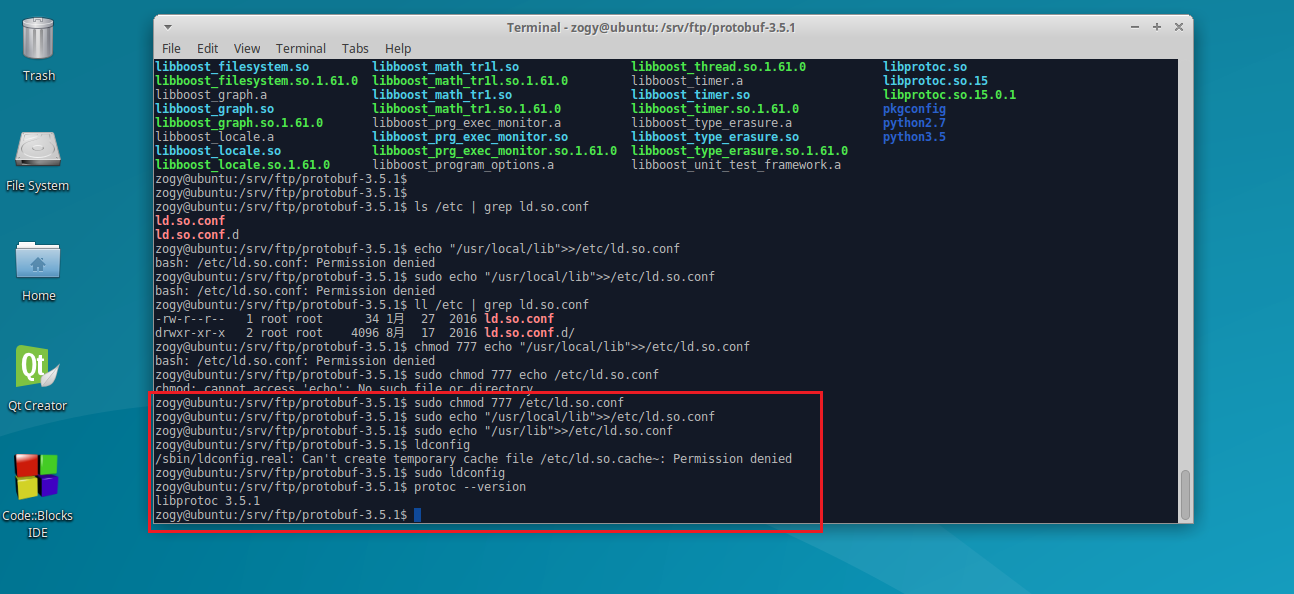 Trash
File System
Home
Qt
Qt Creator
Code::Blocks
IDE
Terminal - zogy@ubuntu: /srv/ftp/protobuf-3.5.1
File Edit View Terminal Tabs Help
libboost_filesystem.so libboost_math_tr1l.so libboost_thread.so.1.61.0 libprotoc.so
libboost_filesystem.so.1.61.0 libboost_math_tr1l.so.1.61.0 libboost_timer.a libprotoc.so.15
libboost_graph.a libboost_math_tr1.so libboost_timer.so libprotoc.so.15.0.1
libboost_graph.so libboost_math_tr1.so.1.61.0 libboost_timer.so.1.61.0 pkgconfig
libboost_graph.so.1.61.0 libboost_prg_exec_monitor.a libboost_type_erasure.a python2.7
libboost_locale.a libboost_prg_exec_monitor.so libboost_type_erasure.so python3.5
libboost_locale.so libboost_prg_exec_monitor.so.1.61.0 libboost_type_erasure.so.1.61.0
libboost_locale.so.1.61.0 libboost_program_options.a libboost_unit_test_framework.a
zogy@ubuntu:/srv/ftp/protobuf-3.5.1$
zogy@ubuntu:/srv/ftp/protobuf-3.5.1$
zogy@ubuntu:/srv/ftp/protobuf-3.5.1$ ls /etc | grep ld.so.conf
ld.so.conf
ld.so.conf.d
zogy@ubuntu:/srv/ftp/protobuf-3.5.1$ echo "/usr/local/lib">>/etc/ld.so.conf
bash: /etc/ld.so.conf: Permission denied
zogy@ubuntu:/srv/ftp/protobuf-3.5.1$ sudo echo "/usr/local/lib">>/etc/ld.so.conf
bash: /etc/ld.so.conf: Permission denied
zogy@ubuntu:/srv/ftp/protobuf-3.5.1$ ll /etc | grep ld.so.conf
-rw-r--r-- 1 root root 34 1月 27 2016 ld.so.conf
drwxr-xr-x 2 root root 4096 8月 17 2016 ld.so.conf.d/
zogy@ubuntu:/srv/ftp/protobuf-3.5.1$ chmod 777 echo "/usr/local/lib">>/etc/ld.so.conf
bash: /etc/ld.so.conf: Permission denied
zogy@ubuntu:/srv/ftp/protobuf-3.5.1$ sudo chmod 777 echo /etc/ld.so.conf
chmod: cannot access 'echo': No such file or directory
zogy@ubuntu:/srv/ftp/protobuf-3.5.1$ sudo chmod 777 /etc/ld.so.conf
zogy@ubuntu:/srv/ftp/protobuf-3.5.1$ sudo echo "/usr/local/lib">>/etc/ld.so.conf
zogy@ubuntu:/srv/ftp/protobuf-3.5.1$ sudo echo "/usr/lib">>/etc/ld.so.conf
zogy@ubuntu:/srv/ftp/protobuf-3.5.1$ ldconfig
/sbin/ldconfig.real: Can't create temporary cache file /etc/ld.so.cache~: Permission denied
zogy@ubuntu:/srv/ftp/protobuf-3.5.1$ sudo ldconfig
zogy@ubuntu:/srv/ftp/protobuf-3.5.1$ protoc --version
libprotoc 3.5.1
zogy@ubuntu:/srv/ftp/protobuf-3.5.1$